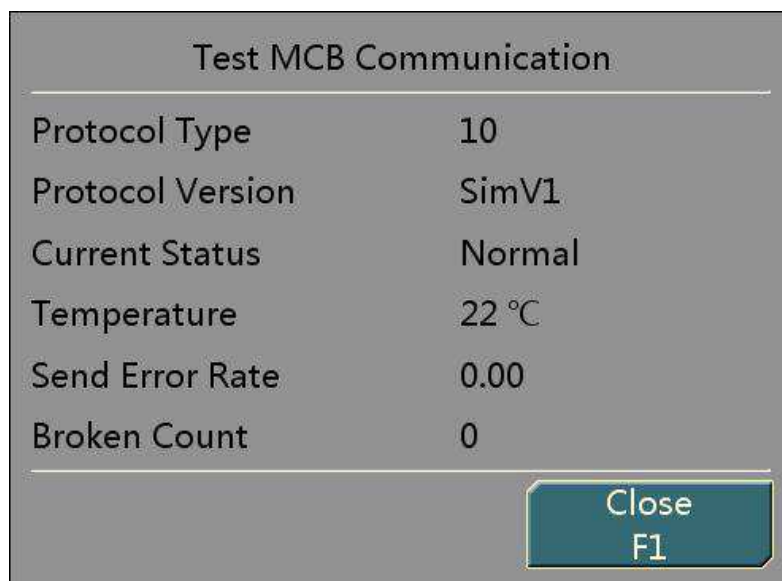 Test MCB Communication
Protocol Type 10
Protocol Version SimV1
Current Status Normal
Temperature 22 ℃
Send Error Rate 0.00
Broken Count 0
Close
F1